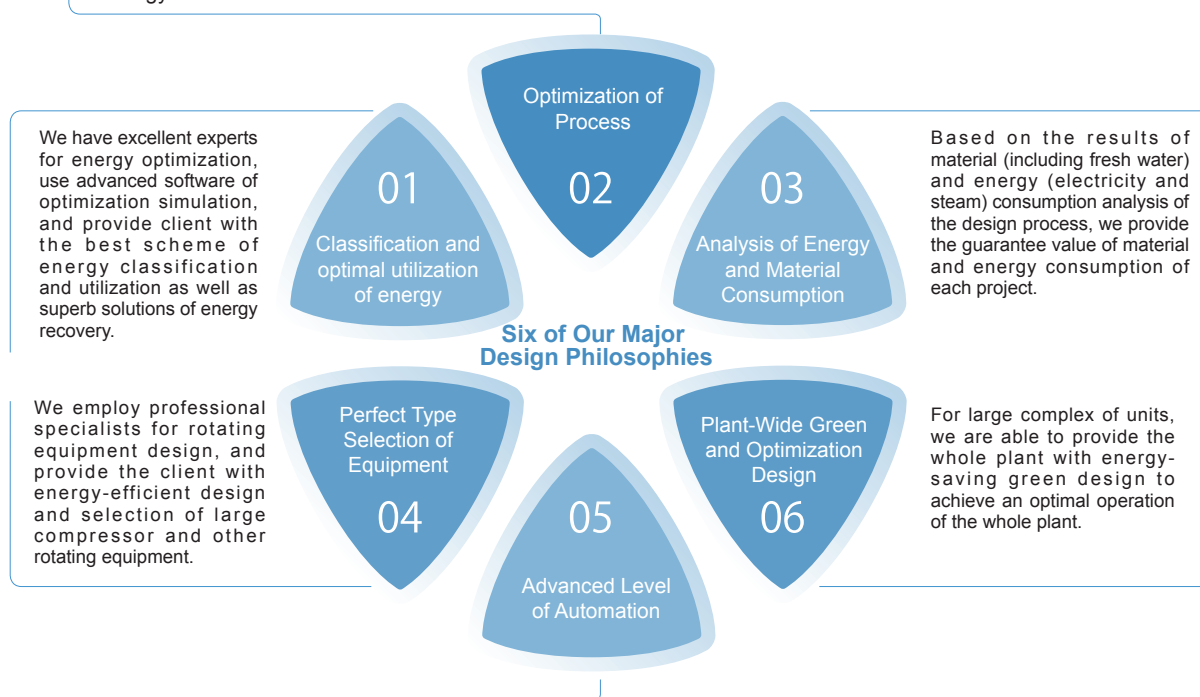 Optimization of
Process
02
We have excellent experts
for energy optimization,
use advanced software of
optimization simulation,
and provide client with
the best scheme of
energy classification
and utilization as well as
superb solutions of energy
recovery.
01
Classification and
optimal utilization
of energy
03
Analysis of Energy
and Material
Consumption
Based on the results of
material (including fresh water)
and energy (electricity and
steam) consumption analysis of
the design process, we provide
the guarantee value of material
and energy consumption of
each project.
Six of Our Major
Design Philosophies
We employ professional
specialists for rotating
equipment design, and
provide the client with
energy-efficient design
and selection of large
compressor and other
rotating equipment.
Perfect Type
Selection of
Equipment
04
05
Advanced Level
of Automation
Plant-Wide Green
and Optimization
Design
06
For large complex of units,
we are able to provide the
whole plant with energy-
saving green design to
achieve an optimal operation
of the whole plant.